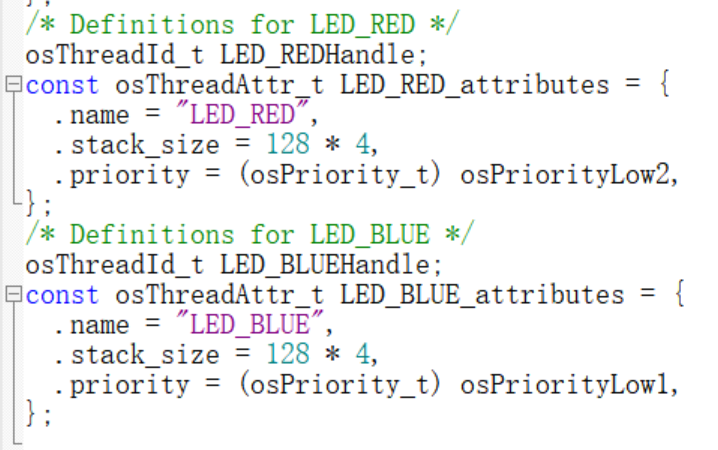 };
/* Definitions for LED_RED */
osThreadId_t LED_REDHandle;
const osThreadAttr_t LED_RED_attributes = {
  .name = "LED_RED",
  .stack_size = 128 * 4,
  .priority = (osPriority_t) osPriorityLow2,
};
/* Definitions for LED_BLUE */
osThreadId_t LED_BLUEHandle;
const osThreadAttr_t LED_BLUE_attributes = {
  .name = "LED_BLUE",
  .stack_size = 128 * 4,
  .priority = (osPriority_t) osPriorityLow1,
};